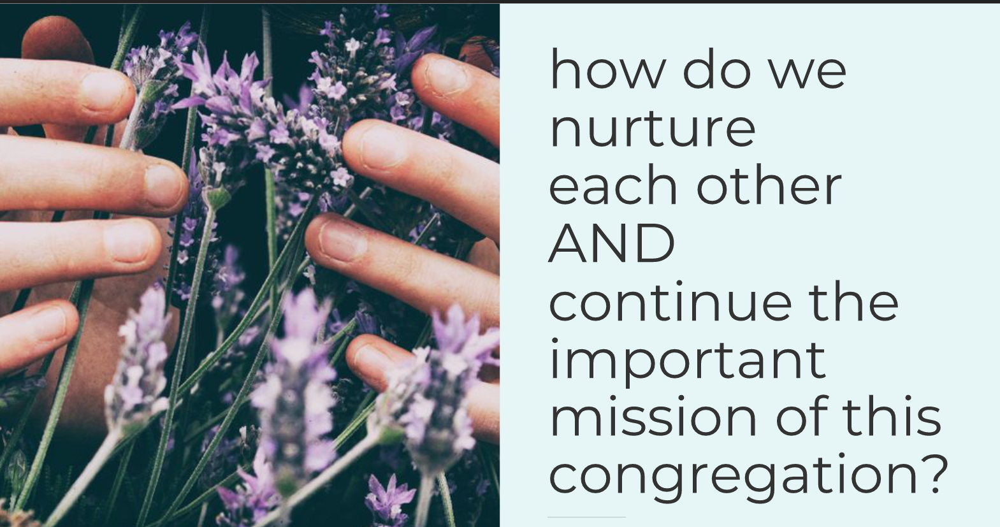 how do we
nurture
each other
AND
continue the
important
mission of this
congregation?